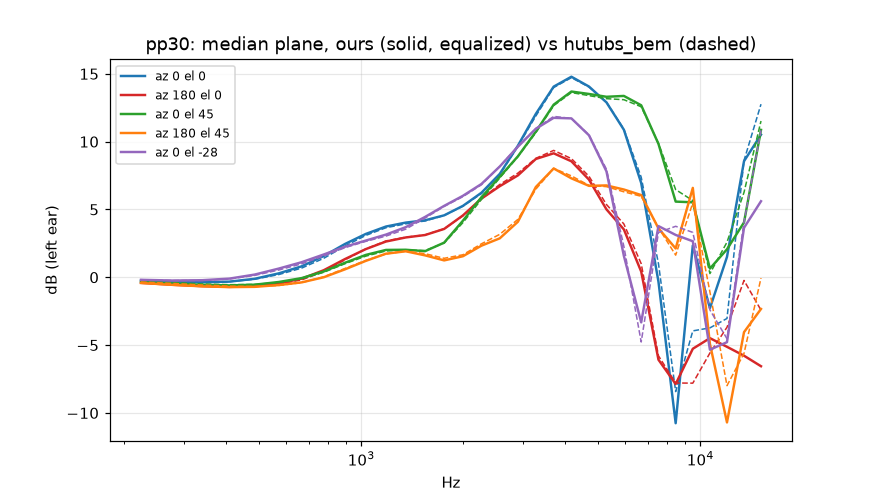 pp30: median plane, ours (solid, equalized) vs hutubs_bem (dashed)
az 0 el 0
az 180 el 0
az 0 el 45
az 180 el 45
az 0 el -28
dB (left ear)
15
10
5
0
−5
−10
10³
10⁴
Hz